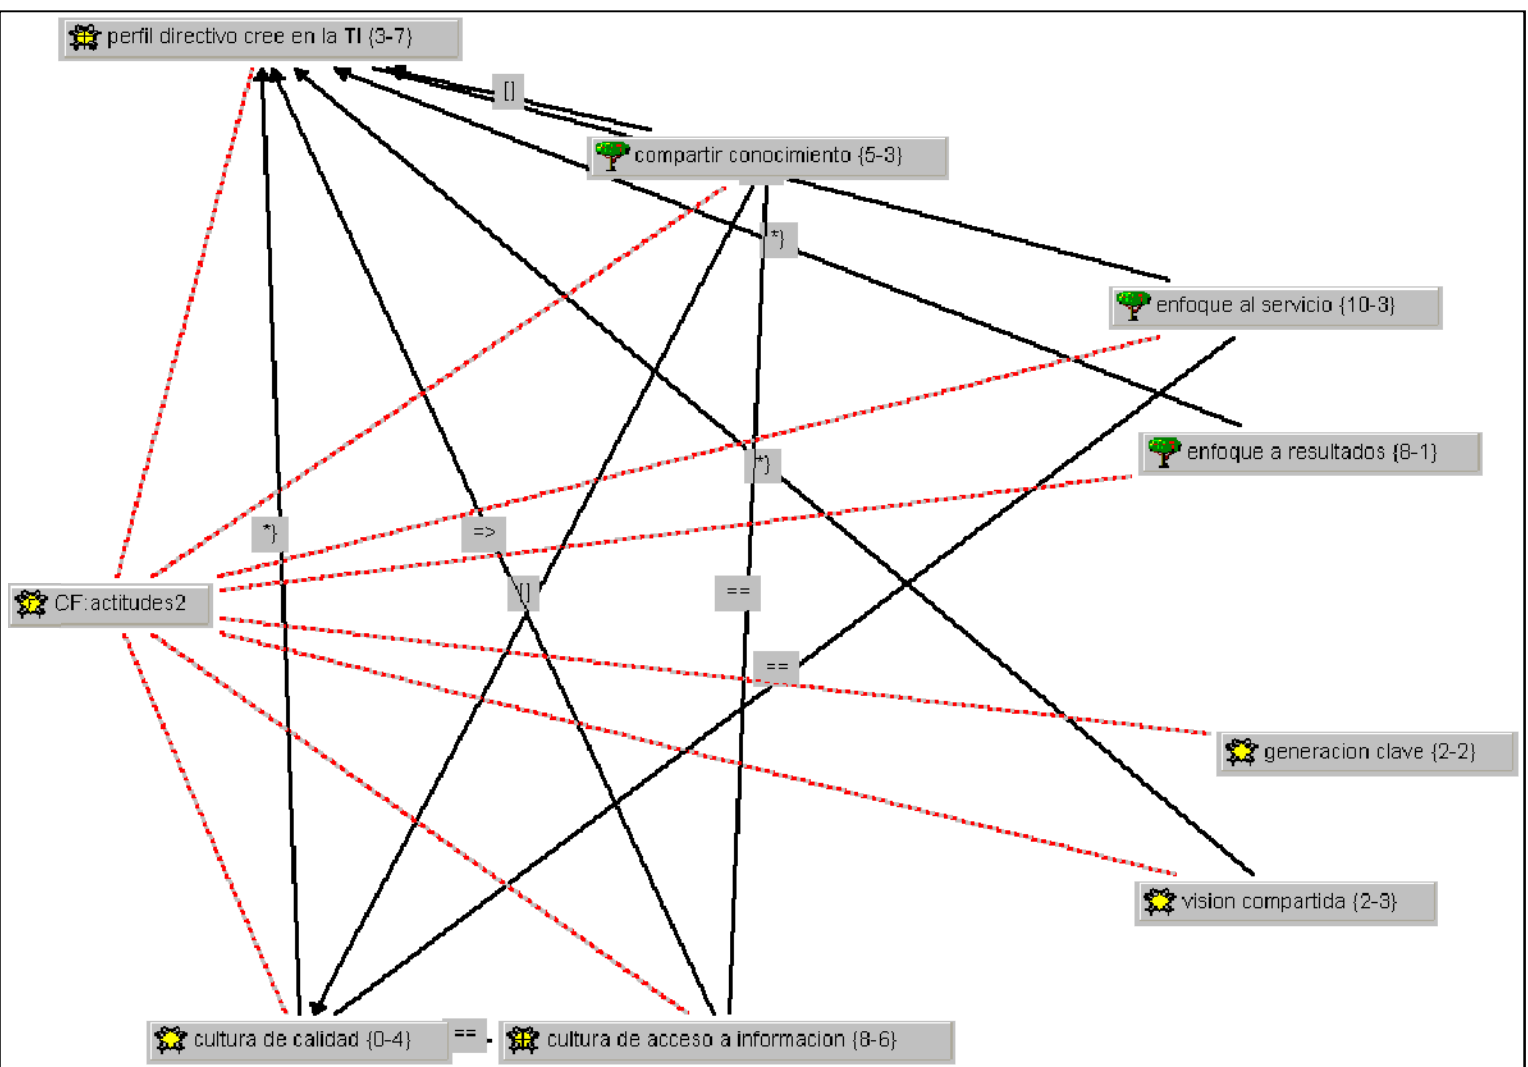 perfil directivo cree en la TI {3-7}
[]
compartir conocimiento {5-3}
*}
enfoque al servicio {10-3}
enfoque a resultados {8-1}
*}
*}
=>
[]
==
CF:actitudes2
==
generacion clave {2-2}
vision compartida {2-3}
cultura de calidad {0-4}
==
cultura de acceso a informacion {8-6}